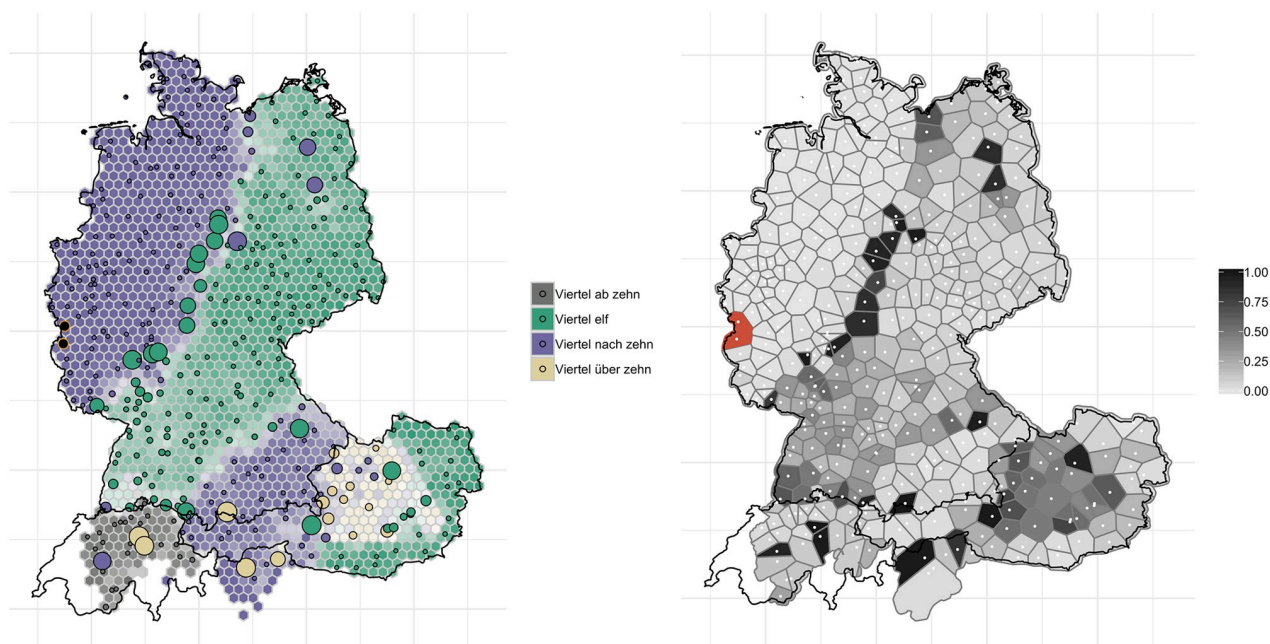 Viertel ab zehn
Viertel elf
Viertel nach zehn
Viertel über zehn
1.00
0.75
0.50
0.25
0.00